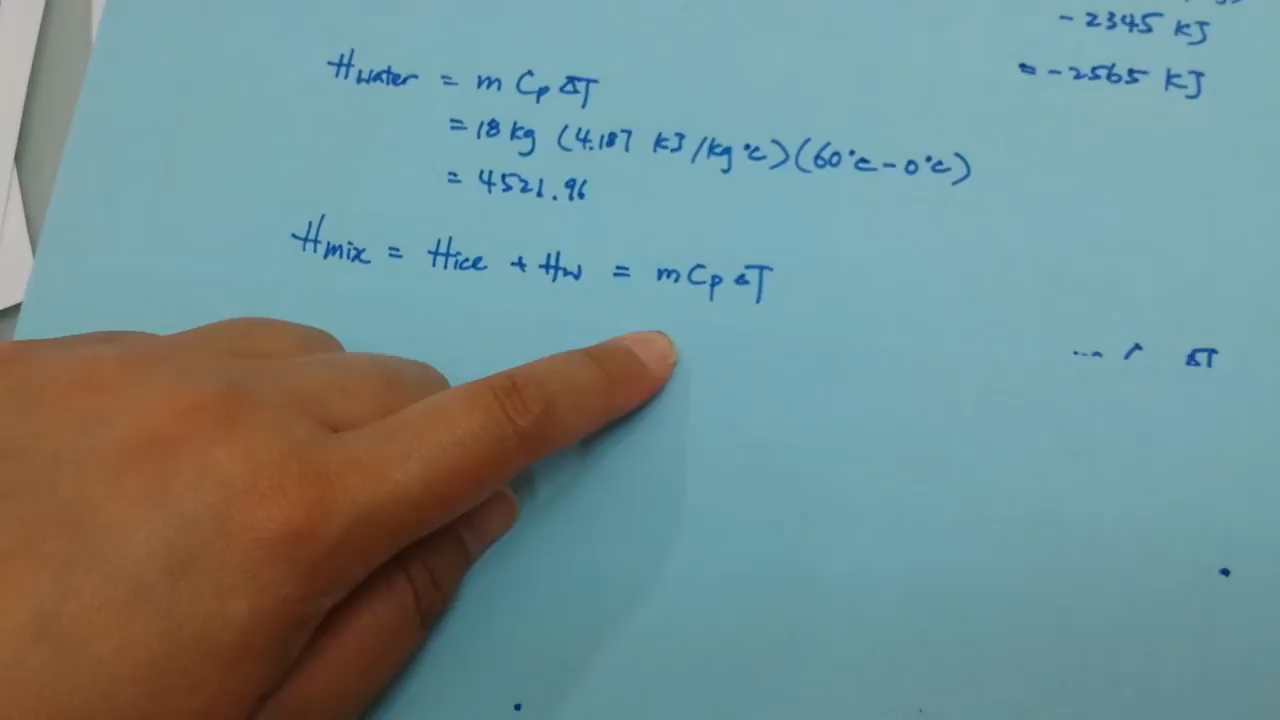 - 2345 KJ
= -2565 KJ
Hwater = m Cp ΔT
= 18 kg (4.187 KJ/kg°C)(60°C - 0°C)
= 4521.96
Hmix = Hice + Hw = m Cp ΔT
ΔT